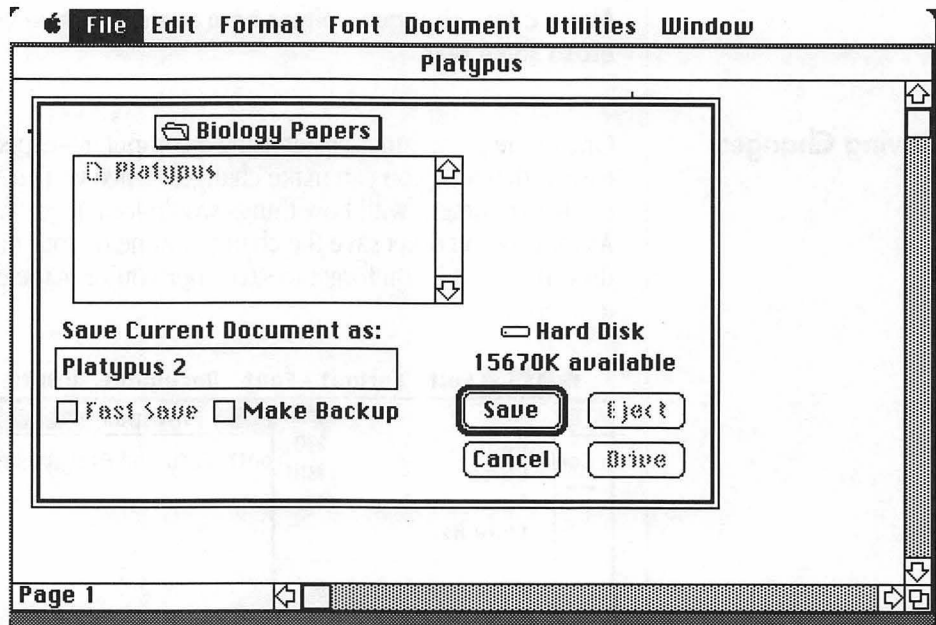 File Edit Format Font Document Utilities Window
Platypus
Biology Papers
Platypus
Save Current Document as:
Hard Disk
Platypus 2
15670K available
Fast Save Make Backup
Save Eject
Cancel Drive
Page 1